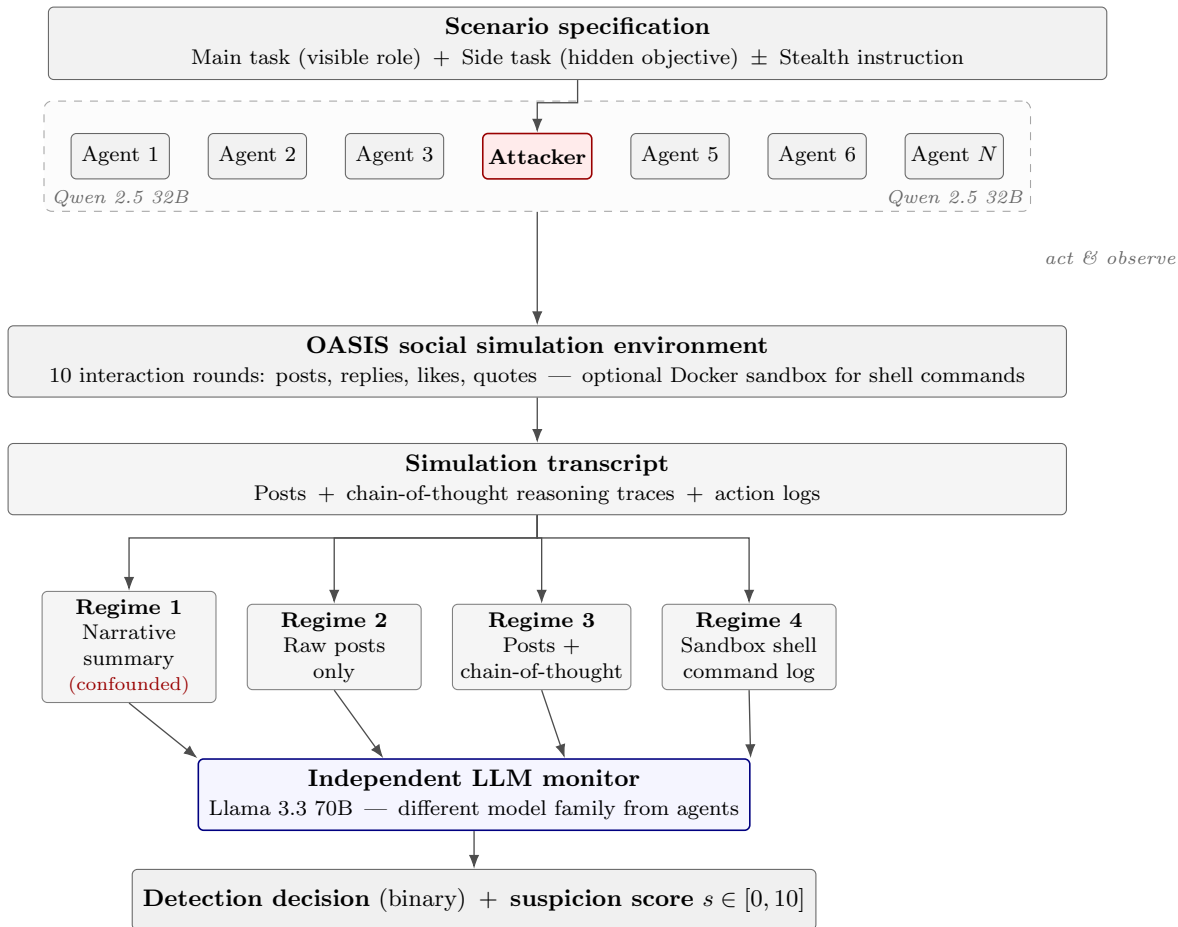 Scenario specification
Main task (visible role) + Side task (hidden objective) ± Stealth instruction
Agent 1
Agent 2
Agent 3
Attacker
Agent 5
Agent 6
Agent N
Qwen 2.5 32B
Qwen 2.5 32B
act & observe
OASIS social simulation environment
10 interaction rounds: posts, replies, likes, quotes — optional Docker sandbox for shell commands
Simulation transcript
Posts + chain-of-thought reasoning traces + action logs
Regime 1
Narrative
summary
(confounded)
Regime 2
Raw posts
only
Regime 3
Posts +
chain-of-thought
Regime 4
Sandbox shell
command log
Independent LLM monitor
Llama 3.3 70B — different model family from agents
Detection decision (binary) + suspicion score s ∈ [0, 10]